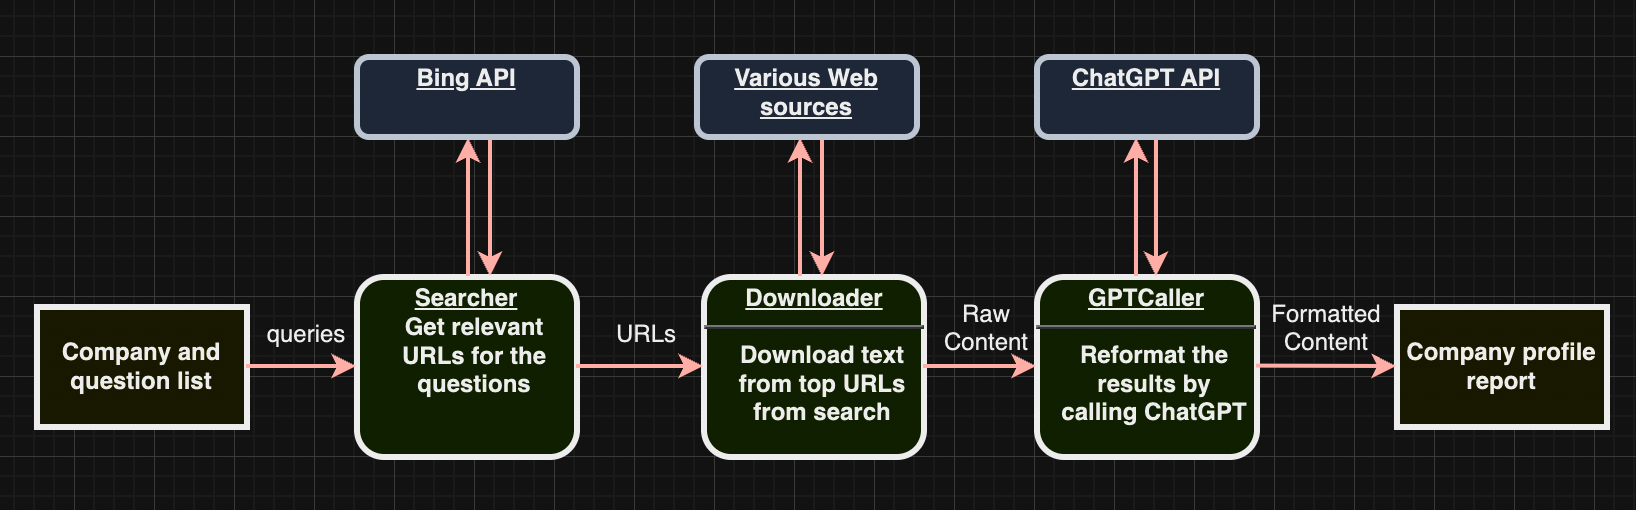 Bing API
Various Web
sources
ChatGPT API
Company and
question list
queries
Searcher
Get relevant
URLs for the
questions
URLs
Downloader
Download text
from top URLs
from search
Raw
Content
GPTCaller
Reformat the
results by
calling ChatGPT
Formatted
Content
Company profile
report